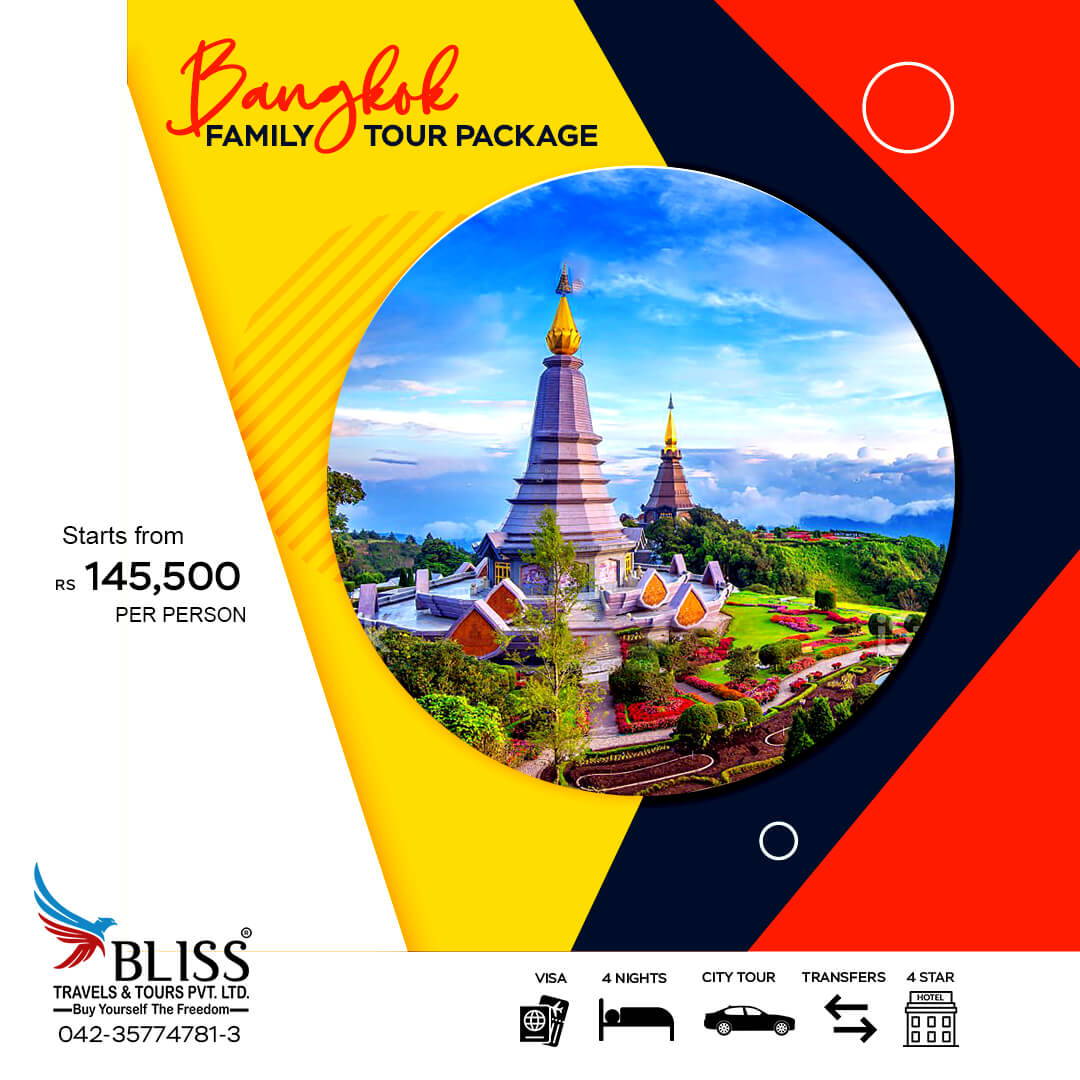 Bangkok
FAMILY TOUR PACKAGE
Starts from
RS 145,500
PER PERSON
BLISS®
TRAVELS & TOURS PVT. LTD.
Buy Yourself The Freedom
042-35774781-3
VISA 4 NIGHTS CITY TOUR TRANSFERS 4 STAR
HOTEL